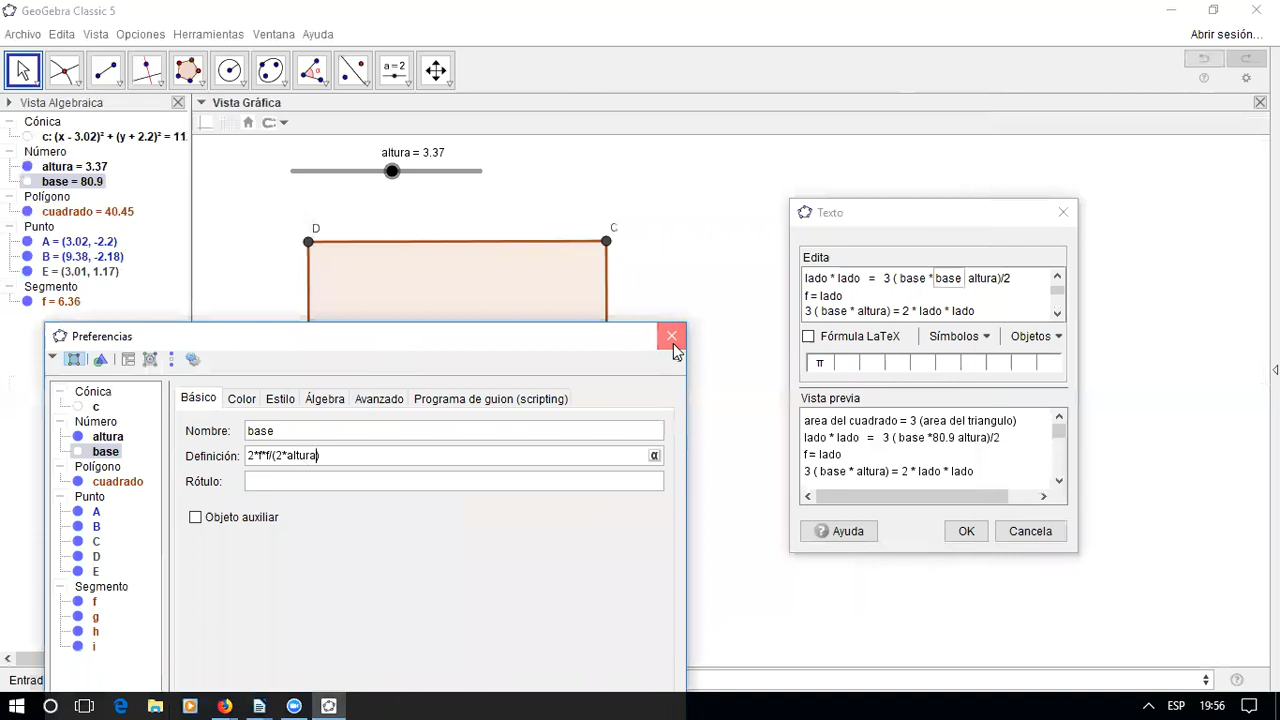 GeoGebra Classic 5
Archivo Edita Vista Opciones Herramientas Ventana Ayuda
Abrir sesión...
a = 2
Vista Algebraica
Vista Gráfica
Cónica
c: (x - 3.02)² + (y + 2.2)² = 11.
Número
altura = 3.37
base = 80.9
Polígono
cuadrado = 40.45
Punto
A = (3.02, -2.2)
B = (9.38, -2.18)
E = (3.01, 1.17)
Segmento
f = 6.36
altura = 3.37
D
C
Texto
Edita
lado * lado = 3 ( base * base altura)/2
f = lado
3 ( base * altura) = 2 * lado * lado
Fórmula LaTeX
Símbolos
Objetos
π
Vista previa
area del cuadrado = 3 (area del triangulo)
lado * lado = 3 ( base *80.9 altura)/2
f = lado
3 ( base * altura) = 2 * lado * lado
Ayuda
OK
Cancela
Preferencias
Cónica
c
Número
altura
base
Polígono
cuadrado
Punto
A
B
C
D
E
Segmento
f
g
h
i
Básico Color Estilo Álgebra Avanzado Programa de guion (scripting)
Nombre: base
Definición: 2*f*f/(2*altura)
α
Rótulo:
Objeto auxiliar
Entrad
ESP
19:56